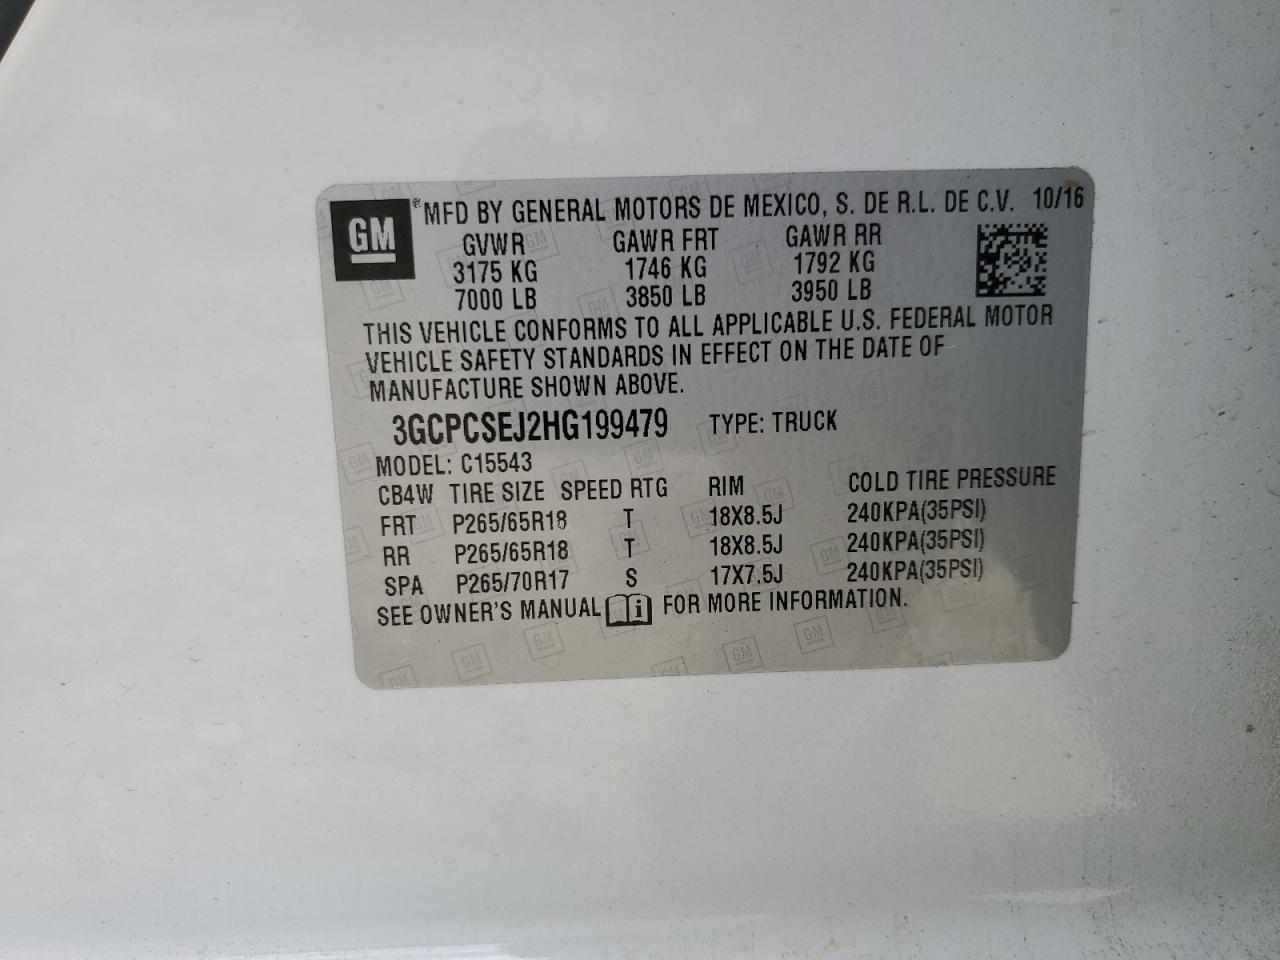 GM ® MFD BY GENERAL MOTORS DE MEXICO, S. DE R.L. DE C.V. 10/16
GVWR GAWR FRT GAWR RR
3175 KG 1746 KG 1792 KG
7000 LB 3850 LB 3950 LB
THIS VEHICLE CONFORMS TO ALL APPLICABLE U.S. FEDERAL MOTOR
VEHICLE SAFETY STANDARDS IN EFFECT ON THE DATE OF
MANUFACTURE SHOWN ABOVE.
3GCPCSEJ2HG199479 TYPE: TRUCK
MODEL: C15543
CB4W TIRE SIZE SPEED RTG RIM COLD TIRE PRESSURE
FRT P265/65R18 T 18X8.5J 240KPA(35PSI)
RR P265/65R18 T 18X8.5J 240KPA(35PSI)
SPA P265/70R17 S 17X7.5J 240KPA(35PSI)
SEE OWNER'S MANUAL i FOR MORE INFORMATION.